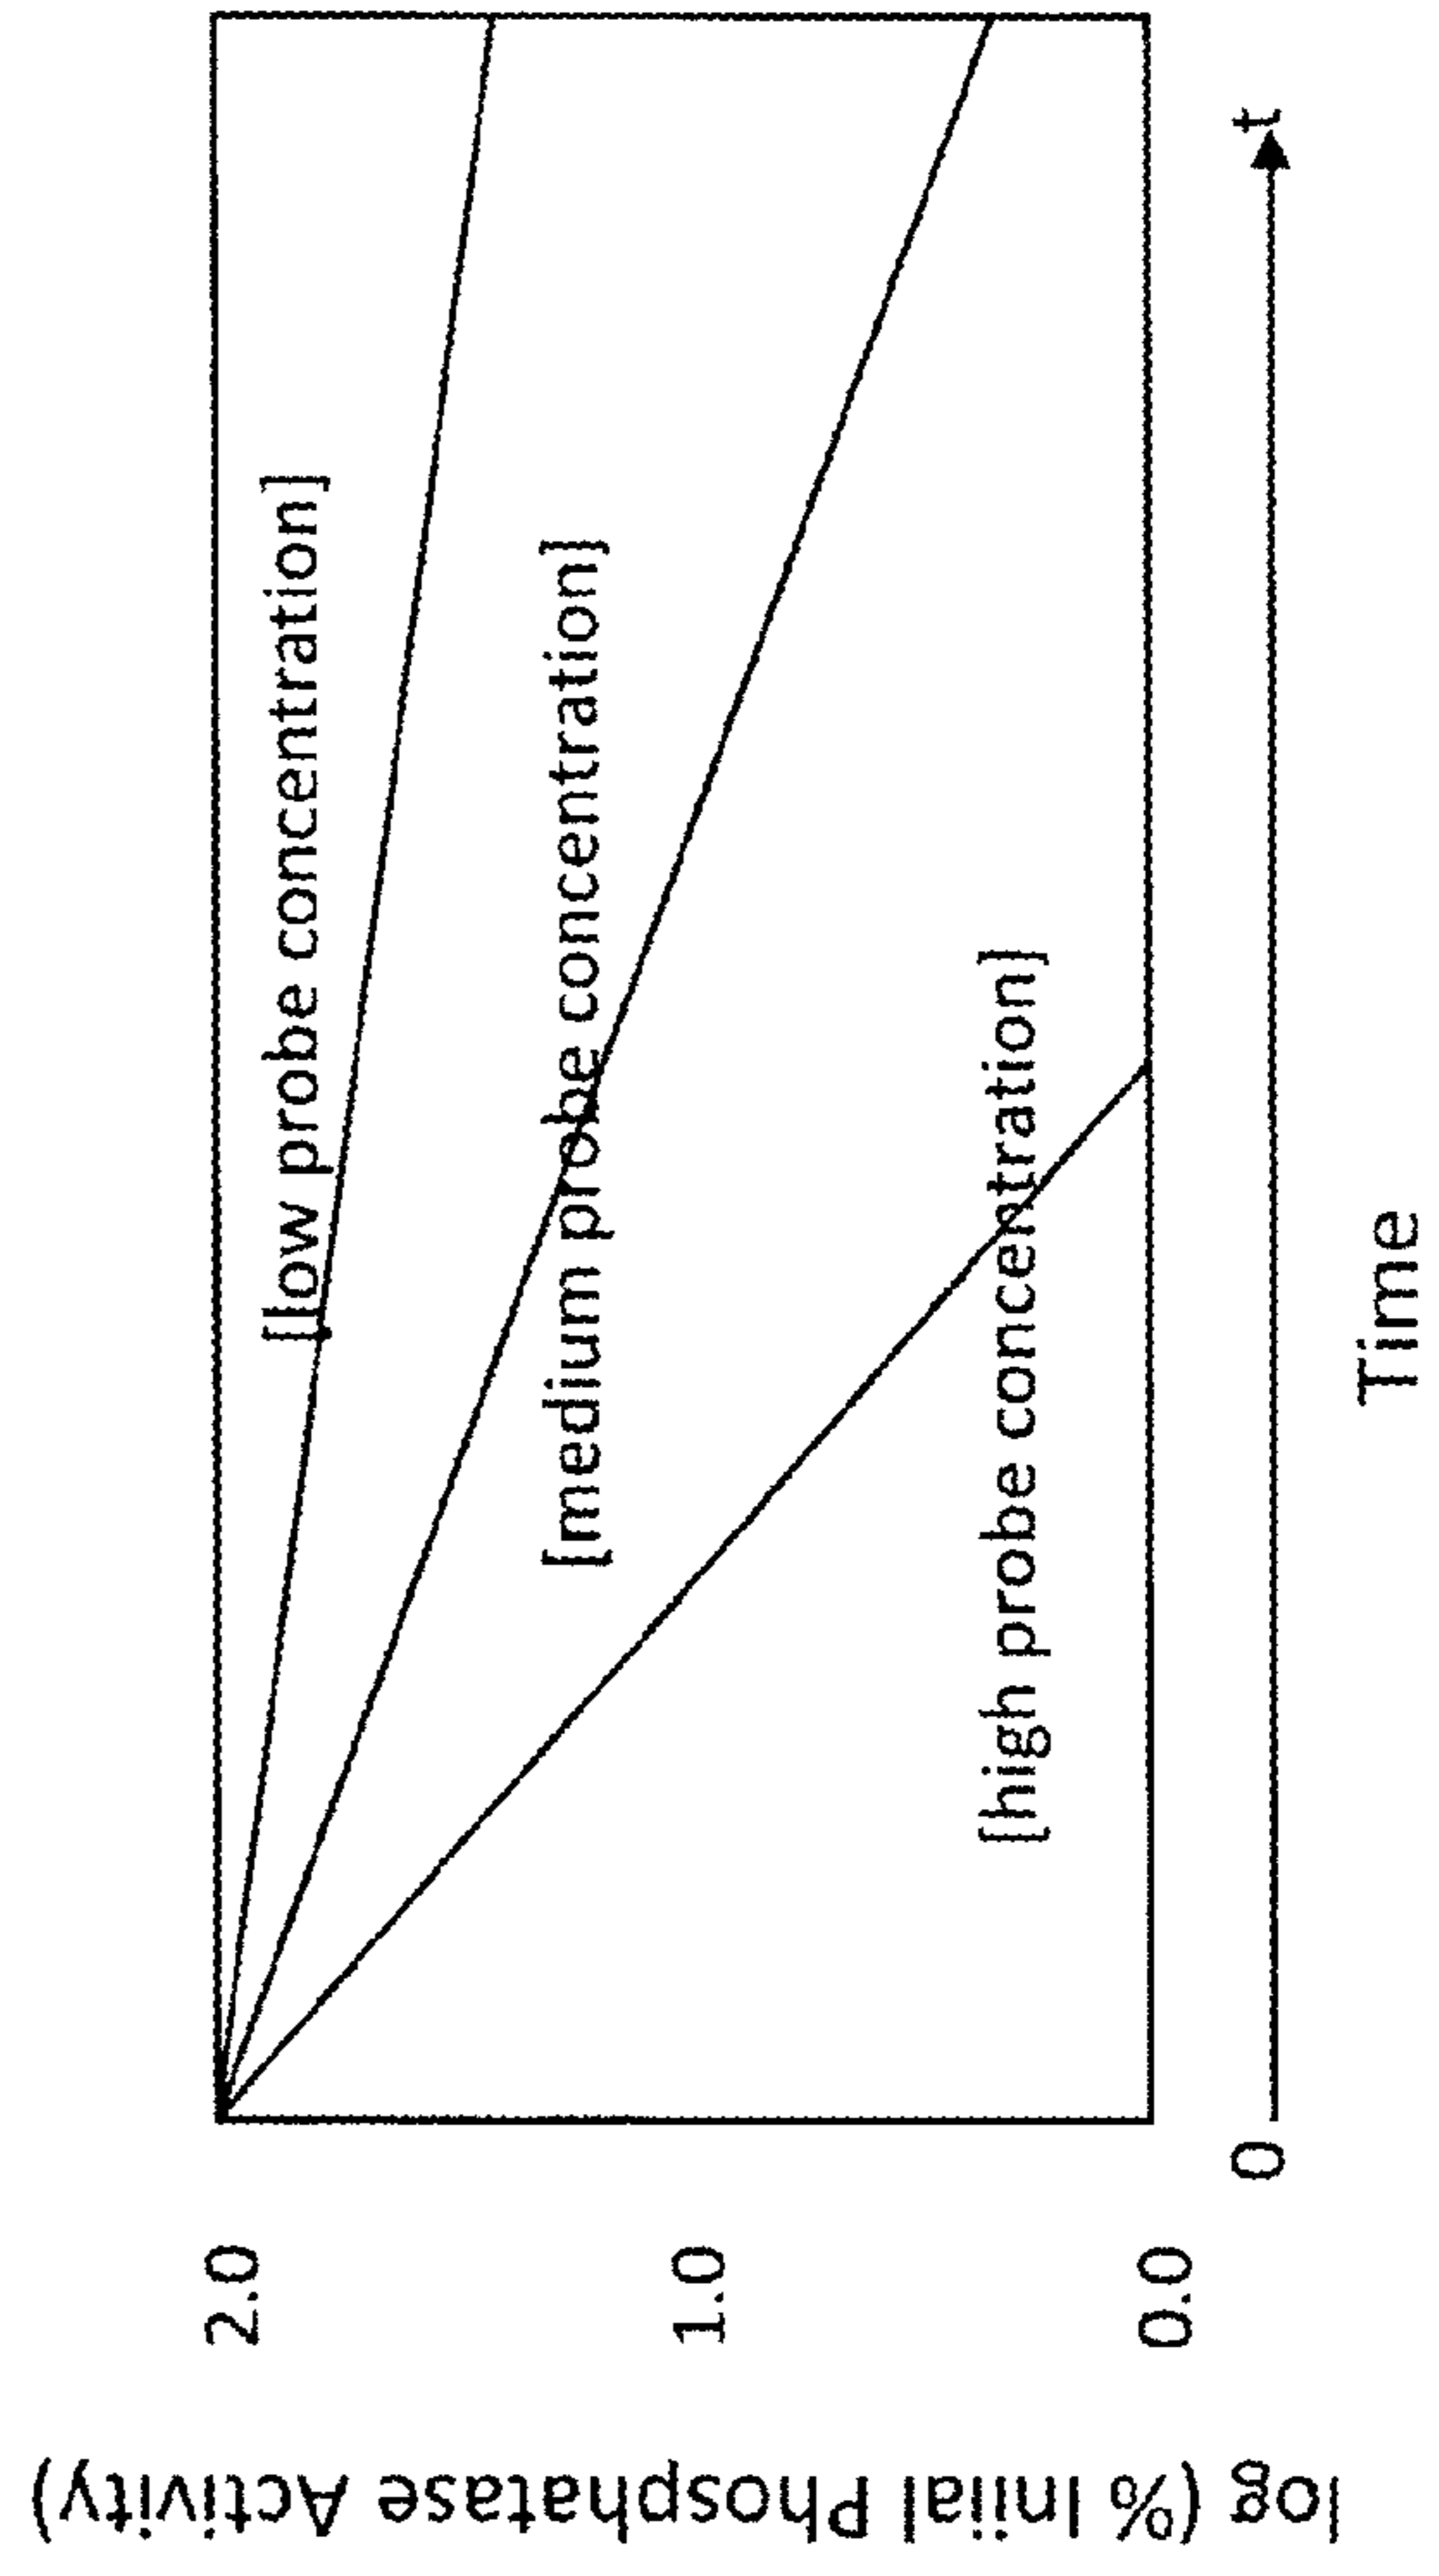 log (% Iniial Phosphatase Activity)
2.0
1.0
0.0
[low probe concentration]
[medium probe concentration]
[high probe concentration]
0
t
Time